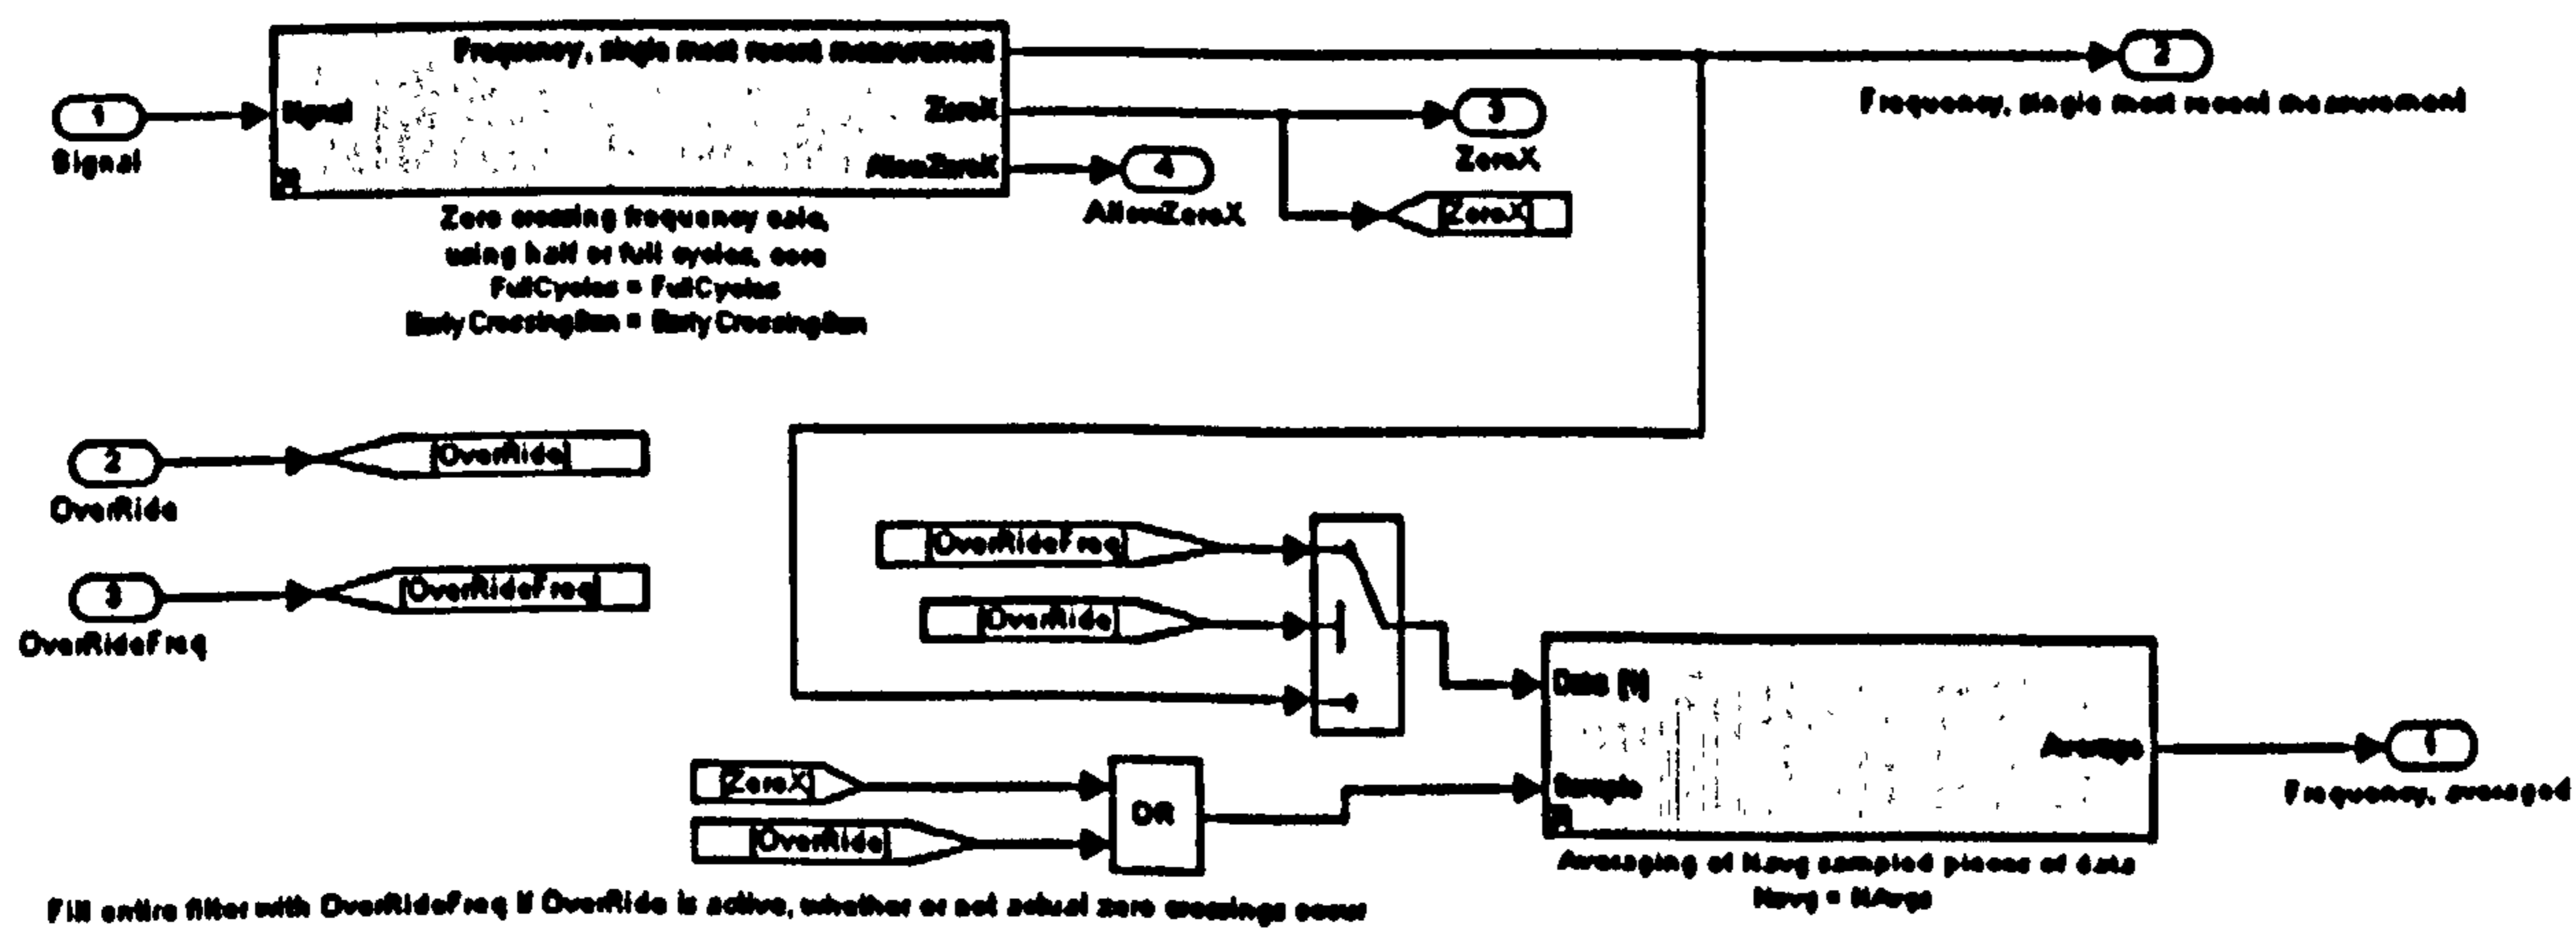 Frequency, single most recent measurement
2
Frequency, single most recent measurement
1
Signal
Signal
ZeroX
3
ZeroX
AllowZeroX
4
AllowZeroX
[ZeroX]
Zero crossing frequency calc,
using half or full cycles, core
FullCycles = FullCycles
EarlyCrossingBan = EarlyCrossingBan
2
OverRide
[OverRide]
3
OverRideFreq
[OverRideFreq]
[OverRideFreq]
[OverRide]
[ZeroX]
[OverRide]
OR
Data [1]
Sample
Average
1
Frequency, averaged
Averaging of Navg sampled pieces of data
Navg = NAvgs
Fill entire filter with OverRideFreq if OverRide is active, whether or not actual zero crossings occur